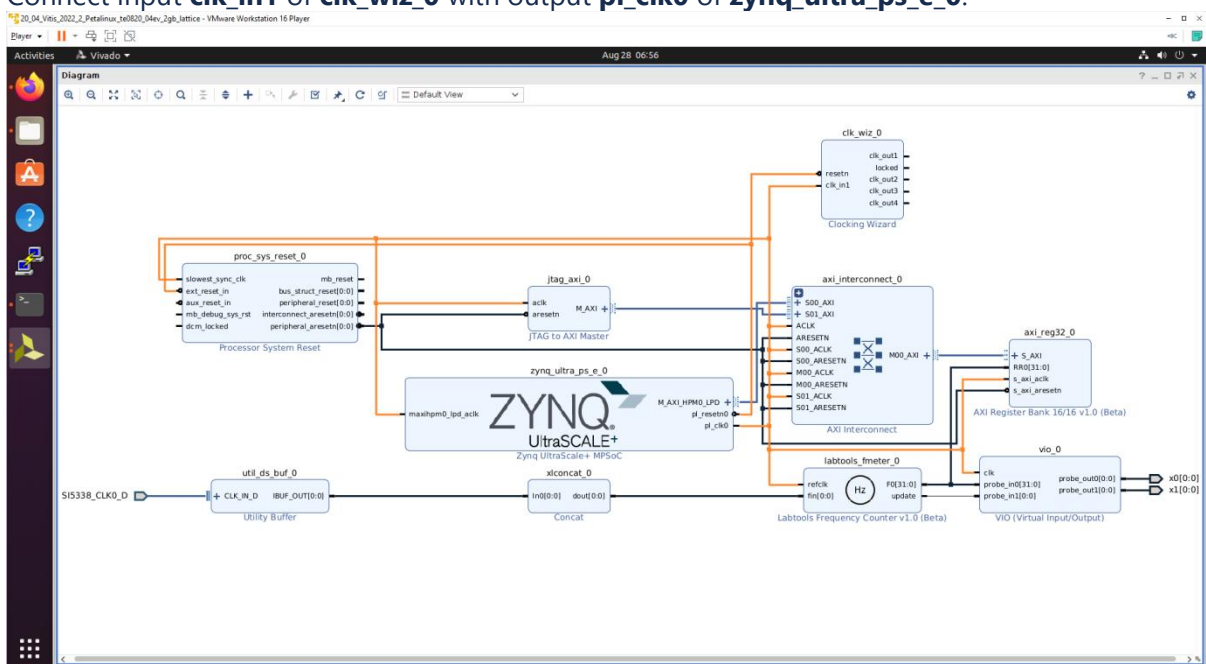 Connect input clk_in1 of clk_wiz_0 with output pl_clk0 of zynq_ultra_ps_e_0.
20_04_Vitis_2022_2_Petalinux_te0820_04ev_2gb_lattice - VMware Workstation 16 Player
Player
Activities
Vivado
Aug 28 06:56
Diagram
Default View
clk_wiz_0
clk_out1
locked
resetn
clk_out2
clk_in1
clk_out3
clk_out4
Clocking Wizard
proc_sys_reset_0
slowest_sync_clk
mb_reset
ext_reset_in
bus_struct_reset[0:0]
aux_reset_in
peripheral_reset[0:0]
mb_debug_sys_rst
interconnect_aresetn[0:0]
dcm_locked
peripheral_aresetn[0:0]
Processor System Reset
jtag_axi_0
aclk
M_AXI
aresetn
JTAG to AXI Master
axi_interconnect_0
S00_AXI
S01_AXI
ACLK
ARESETN
S00_ACLK
M00_AXI
S00_ARESETN
M00_ACLK
M00_ARESETN
S01_ACLK
S01_ARESETN
AXI Interconnect
axi_reg32_0
S_AXI
RR0[31:0]
s_axi_aclk
s_axi_aresetn
AXI Register Bank 16/16 v1.0 (Beta)
zynq_ultra_ps_e_0
maxihpm0_lpd_aclk
ZYNQ
UltraSCALE+
M_AXI_HPM0_LPD
pl_resetn0
pl_clk0
Zynq UltraScale+ MPSoC
util_ds_buf_0
SI5338_CLK0_D
CLK_IN_D
IBUF_OUT[0:0]
Utility Buffer
xlconcat_0
In0[0:0]
dout[0:0]
Concat
labtools_fmeter_0
refclk
F0[31:0]
Hz
fin[0:0]
update
Labtools Frequency Counter v1.0 (Beta)
vio_0
clk
probe_in0[31:0]
probe_out0[0:0]
x0[0:0]
probe_in1[0:0]
probe_out1[0:0]
x1[0:0]
VIO (Virtual Input/Output)